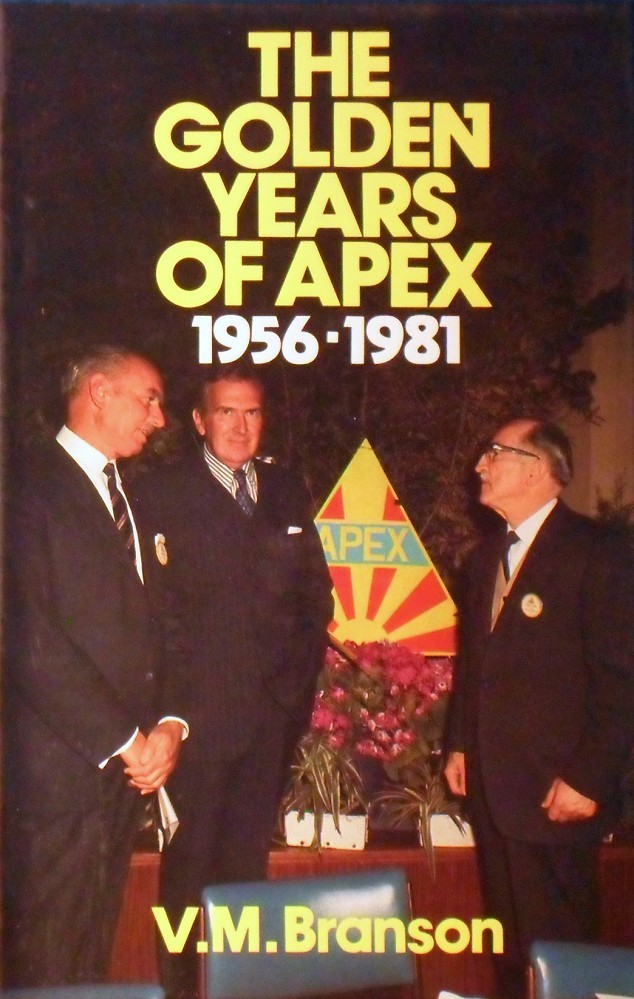 THE
GOLDEN
YEARS
OF APEX
1956·1981
APEX
V.M. Branson